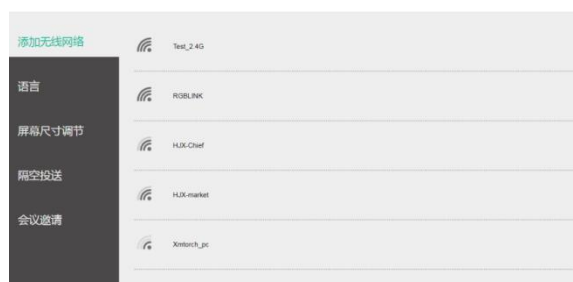 添加无线网络
语言
屏幕尺寸调节
隔空投送
会议邀请
Test_2.4G
RGBLINK
HJX-Chief
HJX-market
Xmtorch_pc